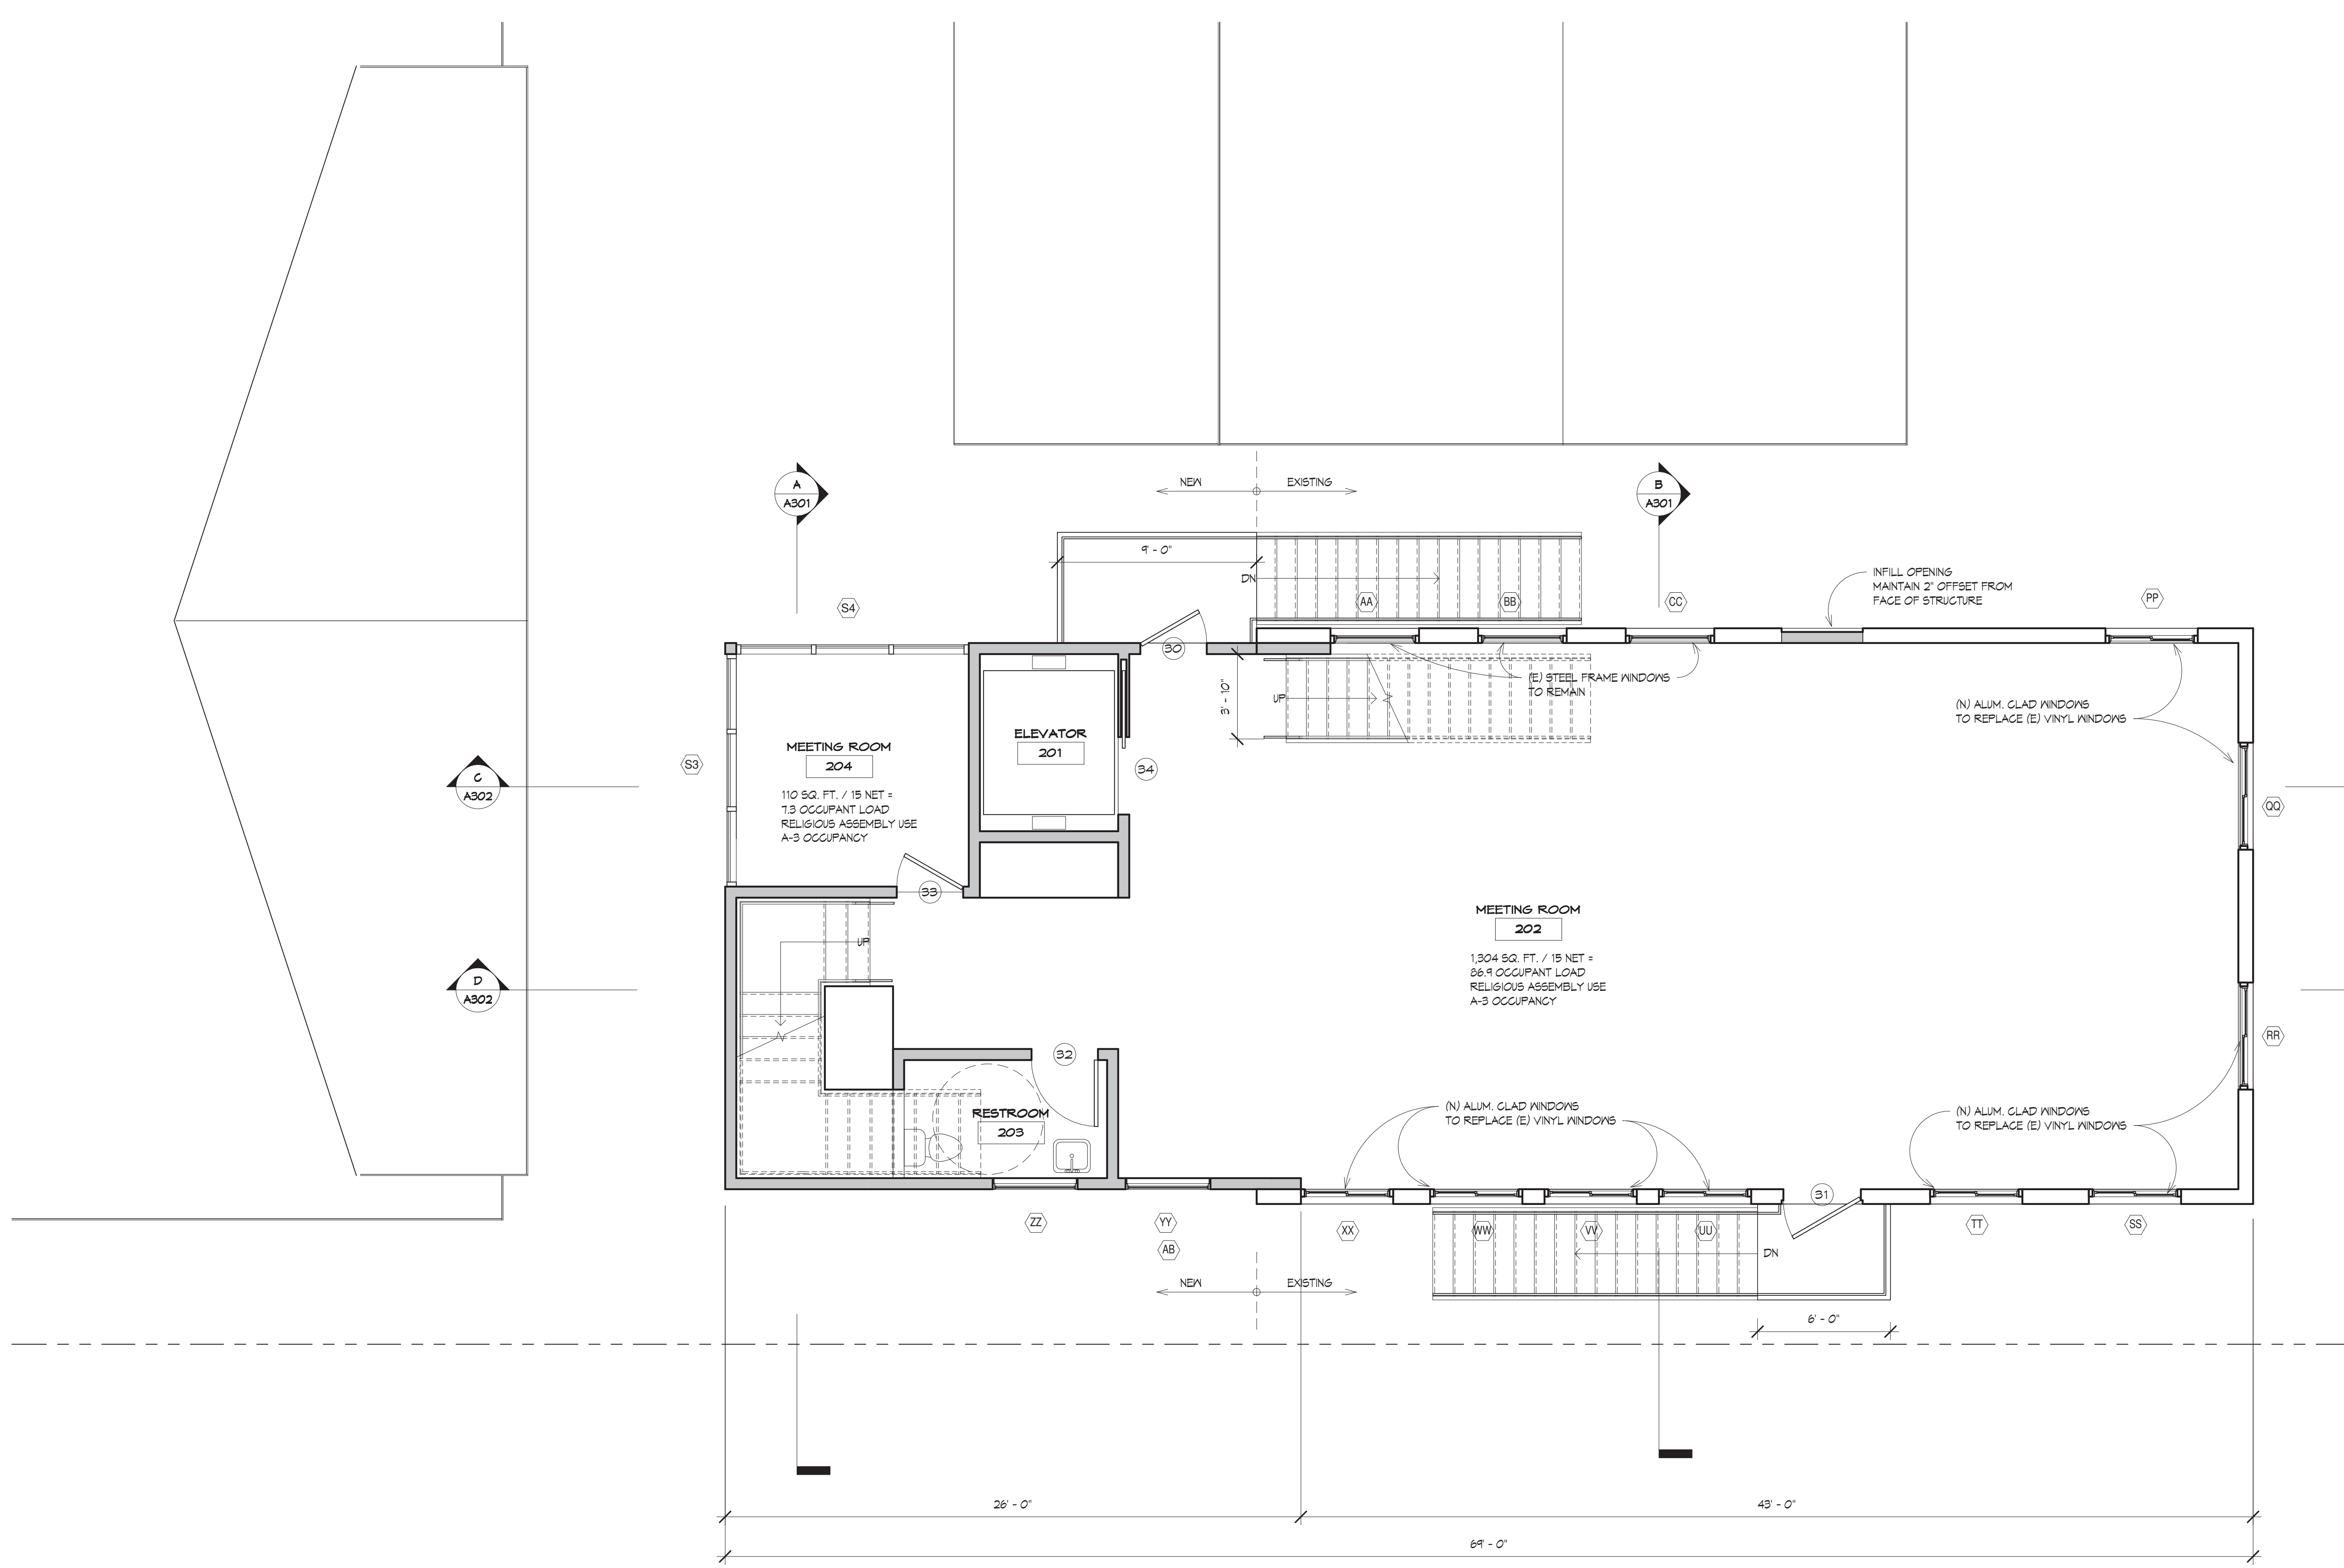 NEW
EXISTING
A
A301
B
A301
9' - 0"
DN
INFILL OPENING
MAINTAIN 2" OFFSET FROM
FACE OF STRUCTURE
S4
AA
BB
CC
PP
30
3' - 10"
UP
(E) STEEL FRAME WINDOWS
TO REMAIN
(N) ALUM. CLAD WINDOWS
TO REPLACE (E) VINYL WINDOWS
MEETING ROOM
204
110 SQ. FT. / 15 NET =
7.3 OCCUPANT LOAD
RELIGIOUS ASSEMBLY USE
A-3 OCCUPANCY
ELEVATOR
201
34
S3
C
A302
QQ
33
MEETING ROOM
202
1,304 SQ. FT. / 15 NET =
86.9 OCCUPANT LOAD
RELIGIOUS ASSEMBLY USE
A-3 OCCUPANCY
UP
D
A302
RR
32
RESTROOM
203
(N) ALUM. CLAD WINDOWS
TO REPLACE (E) VINYL WINDOWS
(N) ALUM. CLAD WINDOWS
TO REPLACE (E) VINYL WINDOWS
31
ZZ
YY
AB
XX
WW
VV
UU
TT
SS
DN
NEW
EXISTING
6' - 0"
26' - 0"
43' - 0"
69' - 0"